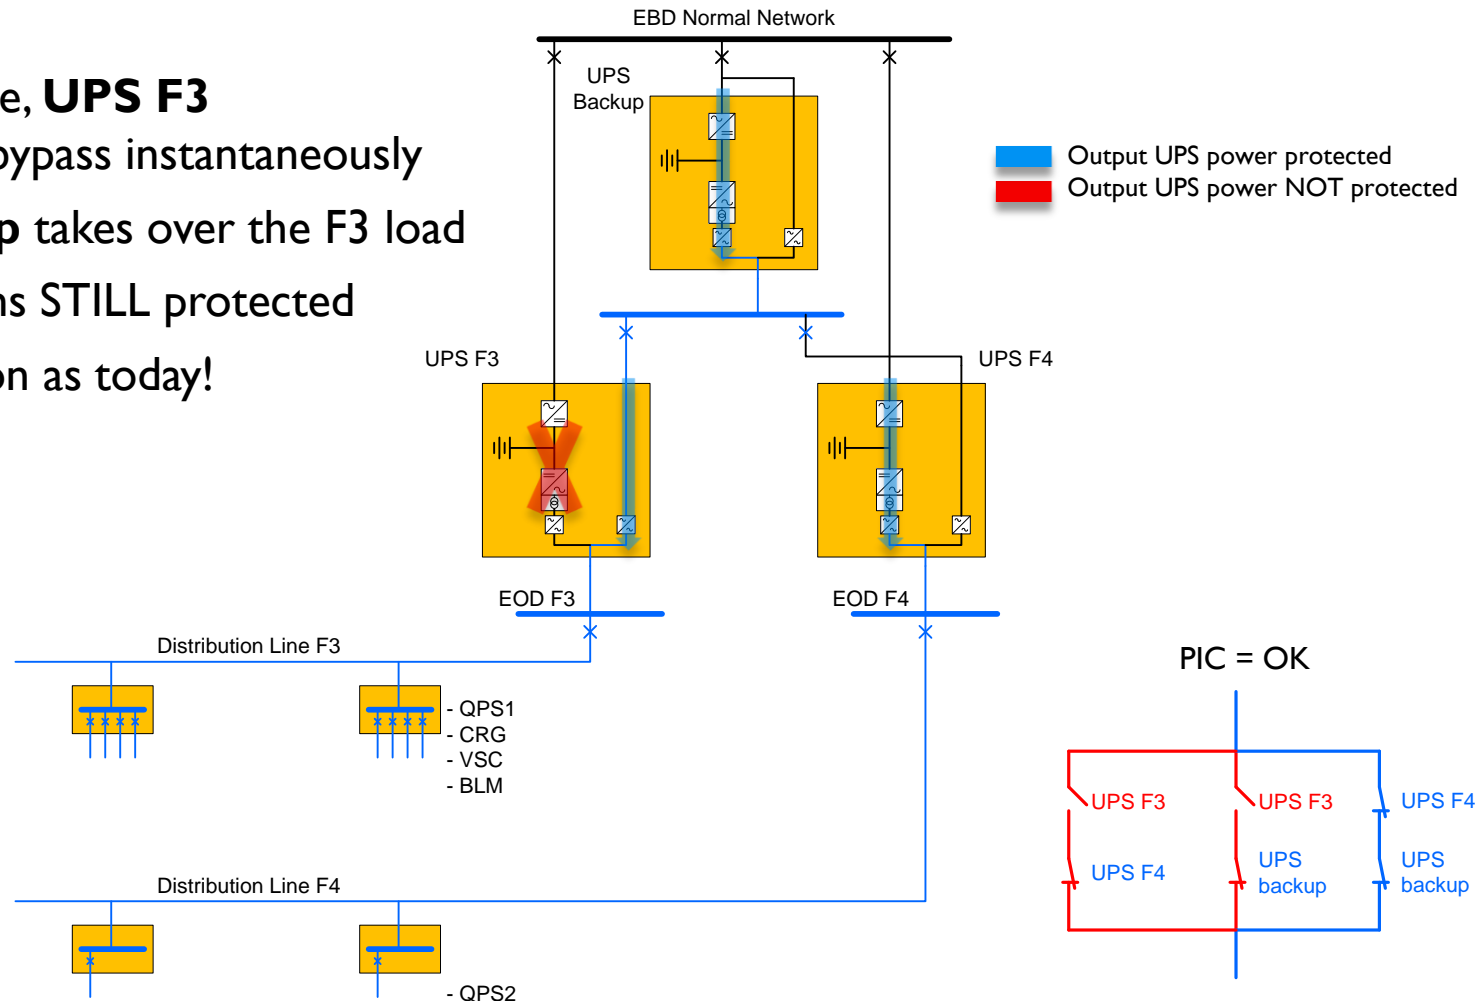 EBD Normal Network
e, UPS F3
bypass instantaneously
p takes over the F3 load
ns STILL protected
on as today!
UPS
Backup
Output UPS power protected
Output UPS power NOT protected
UPS F3
UPS F4
EOD F3
EOD F4
Distribution Line F3
- QPS1
- CRG
- VSC
- BLM
Distribution Line F4
- QPS2
PIC = OK
UPS F3
UPS F3
UPS F4
UPS F4
UPS
backup
UPS
backup